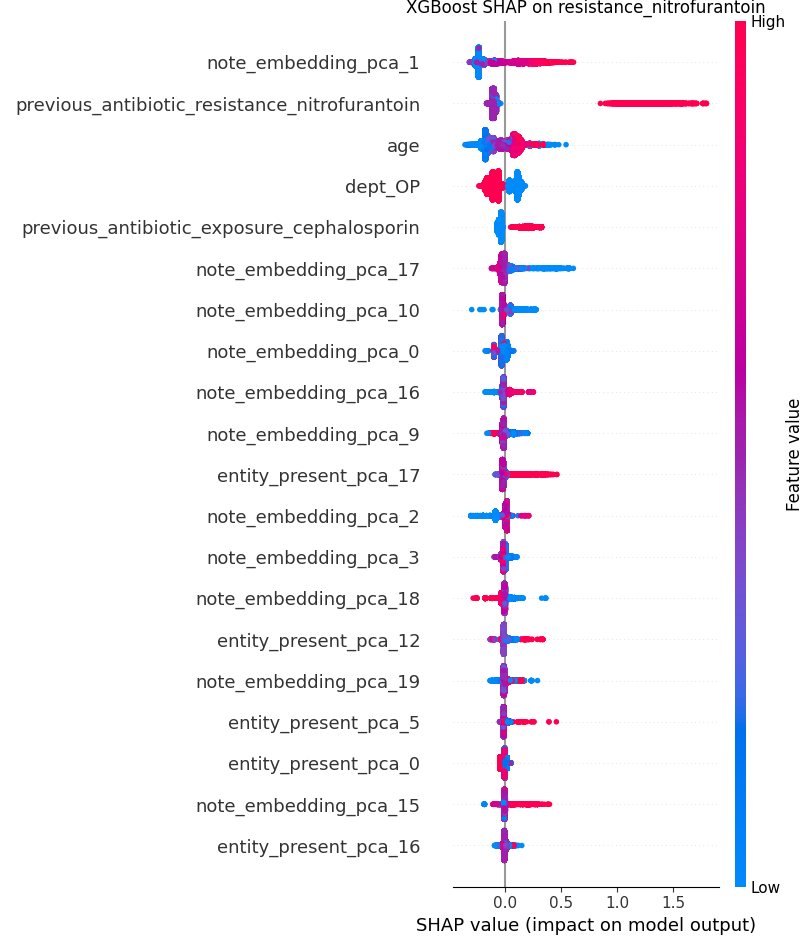 XGBoost SHAP on resistance_nitrofurantoin
High
note_embedding_pca_1
previous_antibiotic_resistance_nitrofurantoin
age
dept_OP
previous_antibiotic_exposure_cephalosporin
note_embedding_pca_17
note_embedding_pca_10
note_embedding_pca_0
note_embedding_pca_16
note_embedding_pca_9
entity_present_pca_17
note_embedding_pca_2
note_embedding_pca_3
note_embedding_pca_18
entity_present_pca_12
note_embedding_pca_19
entity_present_pca_5
entity_present_pca_0
note_embedding_pca_15
entity_present_pca_16
Feature value
Low
0.0 0.5 1.0 1.5
SHAP value (impact on model output)